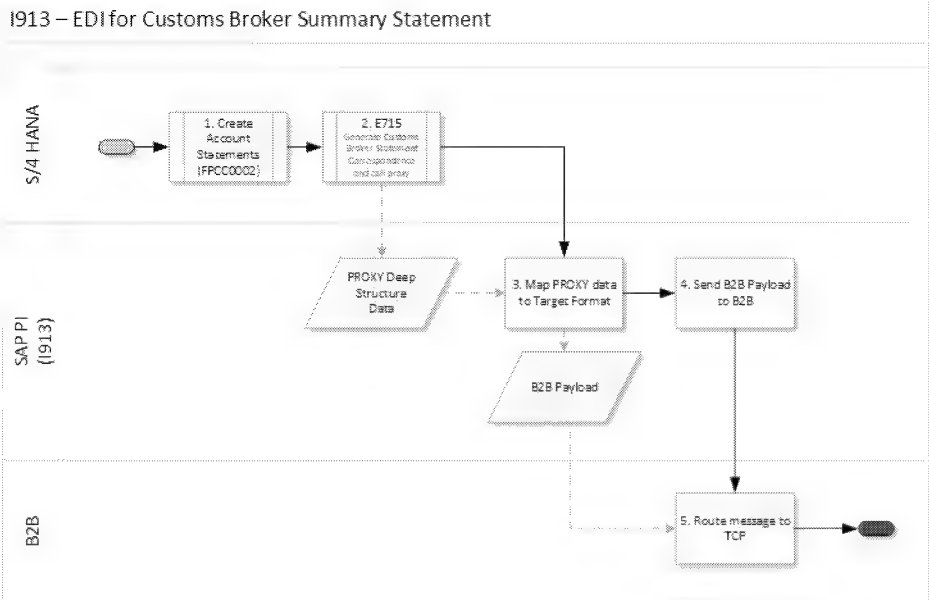 I913 – EDI for Customs Broker Summary Statement
S/4 HANA
1. Create
Account
Statements
(FPCC0002)
2. E715
Generate Customs
Broker Statement
Correspondence
and call proxy
SAP PI
(I913)
PROXY Deep
Structure
Data
3. Map PROXY data
to Target Format
4. Send B2B Payload
to B2B
B2B Payload
B2B
5. Route message to
TCP